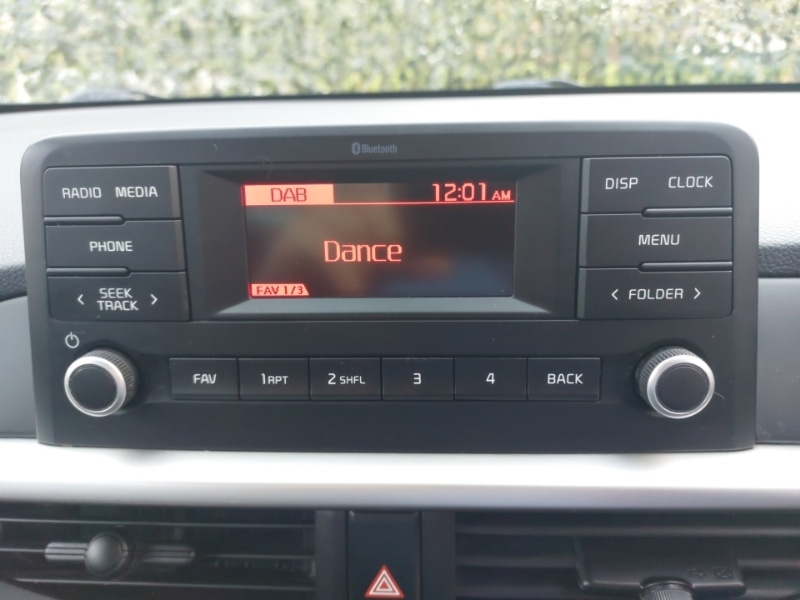 Bluetooth
RADIO MEDIA
PHONE
< SEEK >
TRACK
DAB 12:01 AM
Dance
FAV 1/3
DISP CLOCK
MENU
< FOLDER >
FAV 1 RPT 2 SHFL 3 4 BACK